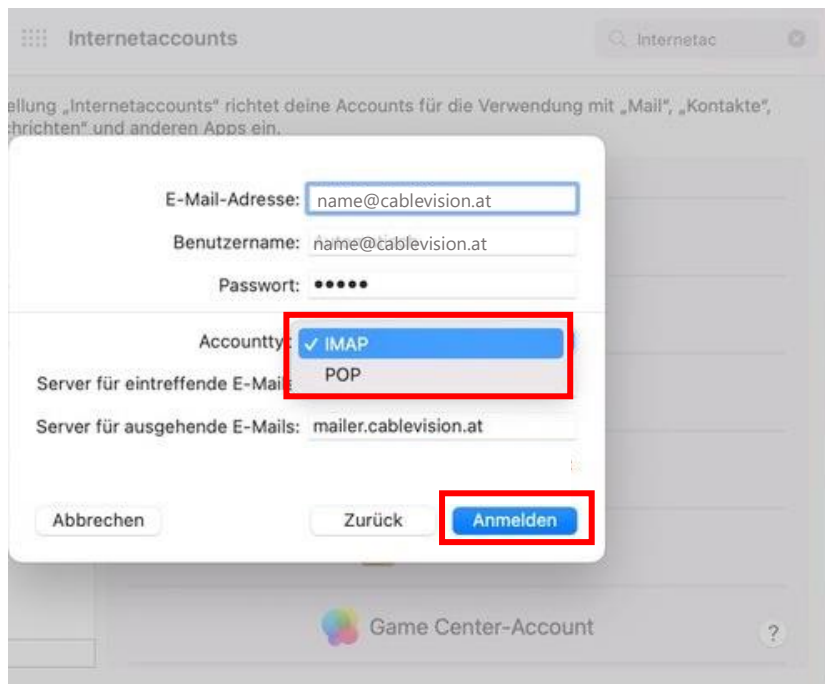 Internetaccounts
Internetac
ellung „Internetaccounts“ richtet deine Accounts für die Verwendung mit „Mail“, „Kontakte“,
chrichten“ und anderen Apps ein.
E-Mail-Adresse: name@cablevision.at
Benutzername: name@cablevision.at
Passwort: •••••
Accountty
✓ IMAP
POP
Server für eintreffende E-Mail
Server für ausgehende E-Mails: mailer.cablevision.at
Abbrechen Zurück Anmelden
Game Center-Account
?